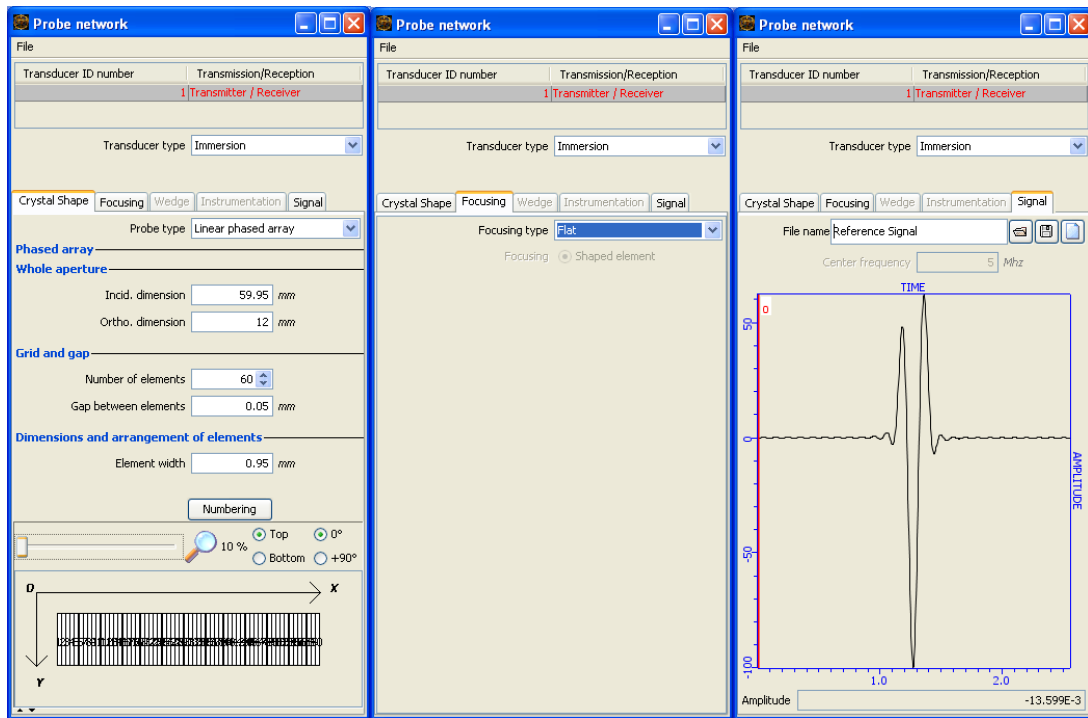 Probe network
File
Transducer ID number Transmission/Reception
1 Transmitter / Receiver
Transducer type Immersion
Crystal Shape Focusing Wedge Instrumentation Signal
Probe type Linear phased array
Phased array
Whole aperture
Incid. dimension 59.95 mm
Ortho. dimension 12 mm
Grid and gap
Number of elements 60
Gap between elements 0.05 mm
Dimensions and arrangement of elements
Element width 0.95 mm
Numbering
10 % Top 0°
Bottom +90°
O X
Y
Probe network
File
Transducer ID number Transmission/Reception
1 Transmitter / Receiver
Transducer type Immersion
Crystal Shape Focusing Wedge Instrumentation Signal
Focusing type Flat
Focusing Shaped element
Probe network
File
Transducer ID number Transmission/Reception
1 Transmitter / Receiver
Transducer type Immersion
Crystal Shape Focusing Wedge Instrumentation Signal
File name Reference Signal
Center frequency 5 Mhz
TIME
0
50
0
AMPLITUDE
-50
-100
1.0 2.0
Amplitude -13.599E-3